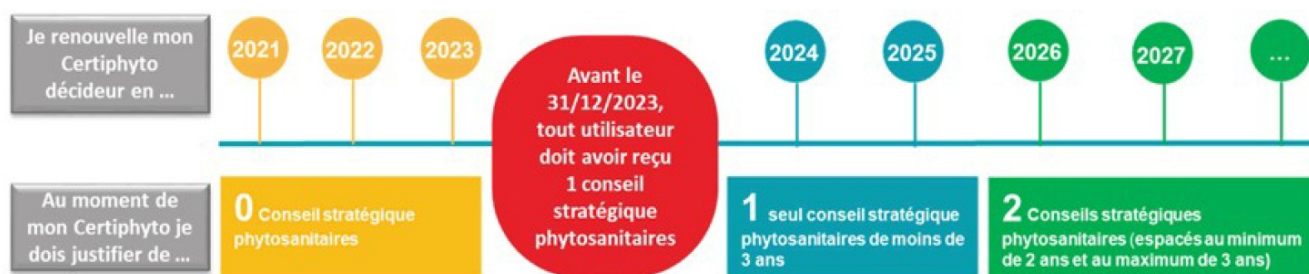 Je renouvelle mon
Certiphyto
décideur en ...
2021
2022
2023
Avant le
31/12/2023,
tout utilisateur
doit avoir reçu
1 conseil
stratégique
phytosanitaires
2024
2025
2026
2027
...
Au moment de
mon Certiphyto je
dois justifier de ...
0 Conseil stratégique
phytosanitaires
1 seul conseil stratégique
phytosanitaires de moins de
3 ans
2 Conseils stratégiques
phytosanitaires (espacés au minimum
de 2 ans et au maximum de 3 ans)